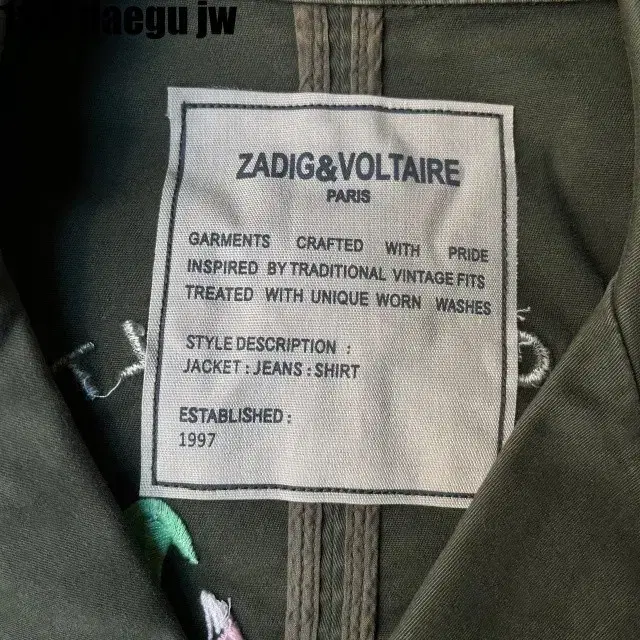 jw
ZADIG&VOLTAIRE
PARIS
GARMENTS CRAFTED WITH PRIDE
INSPIRED BY TRADITIONAL VINTAGE FITS
TREATED WITH UNIQUE WORN WASHES
STYLE DESCRIPTION :
JACKET : JEANS : SHIRT
ESTABLISHED :
1997